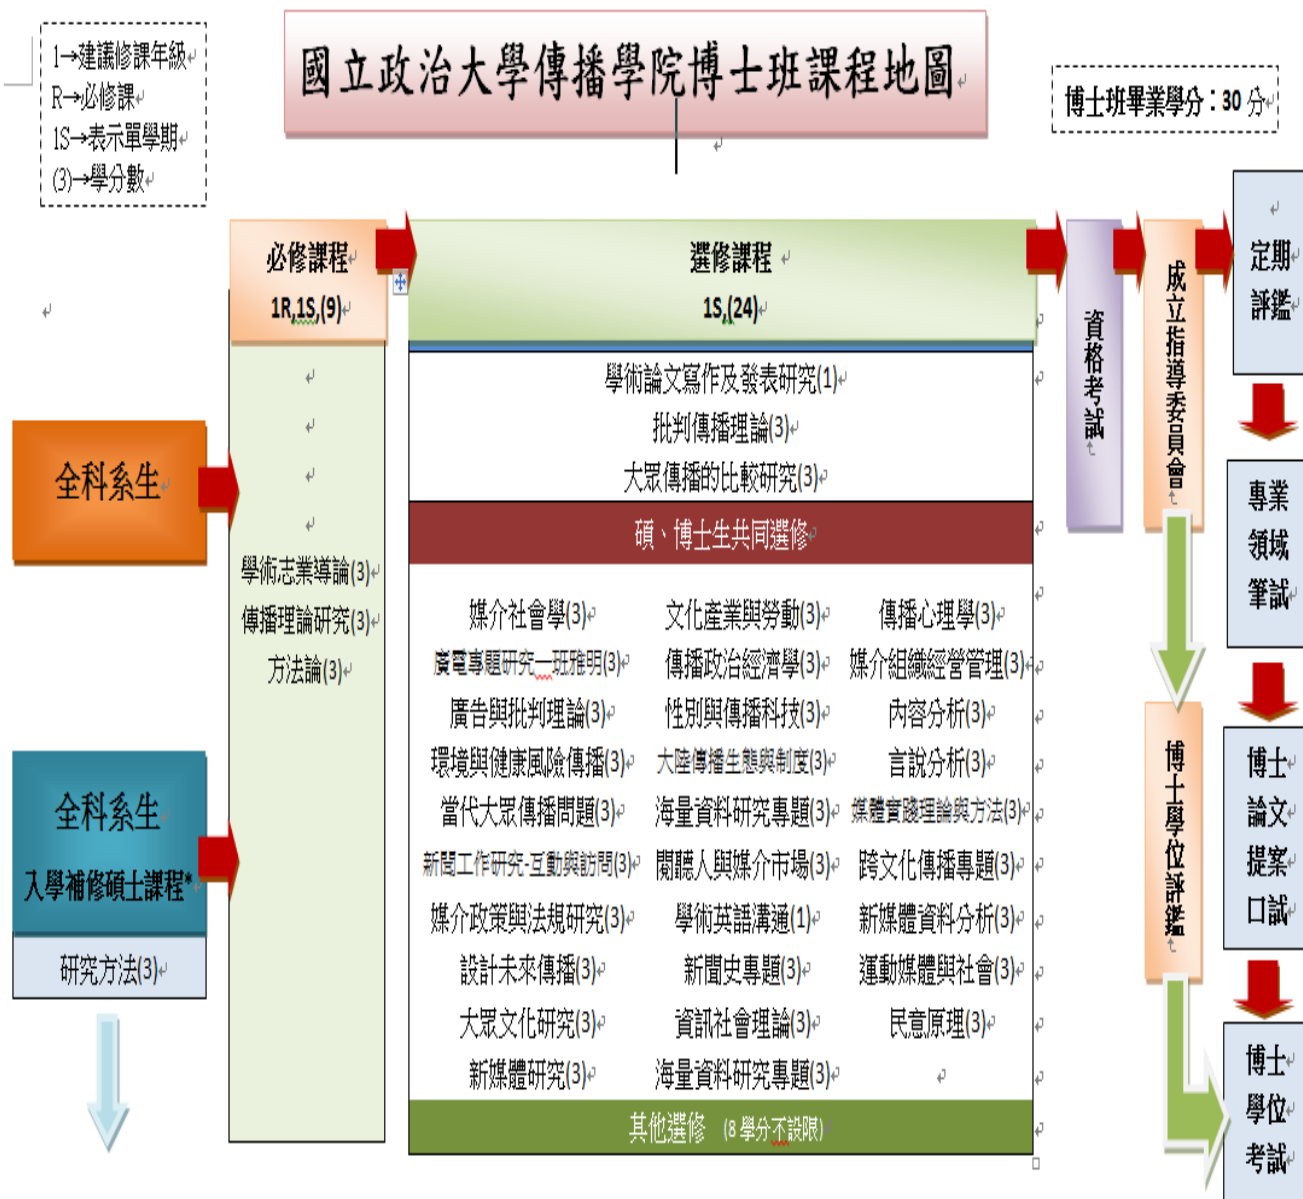 1→建議修課年級
R→必修課
1S→表示單學期
(3)→學分數
國立政治大學傳播學院博士班課程地圖
博士班畢業學分：30 分
全科系生
全科系生
入學補修碩士課程*
研究方法(3)
必修課程
1R,1S,(9)
學術志業導論(3)
傳播理論研究(3)
方法論(3)
選修課程
1S,(24)
學術論文寫作及發表研究(1)
批判傳播理論(3)
大眾傳播的比較研究(3)
碩、博士生共同選修
媒介社會學(3) 文化產業與勞動(3) 傳播心理學(3)
廣電專題研究—班雅明(3) 傳播政治經濟學(3) 媒介組織經營管理(3)
廣告與批判理論(3) 性別與傳播科技(3) 內容分析(3)
環境與健康風險傳播(3) 大陸傳播生態與制度(3) 言說分析(3)
當代大眾傳播問題(3) 海量資料研究專題(3) 媒體實踐理論與方法(3)
新聞工作研究-互動與訪問(3) 閱聽人與媒介市場(3) 跨文化傳播專題(3)
媒介政策與法規研究(3) 學術英語溝通(1) 新媒體資料分析(3)
設計未來傳播(3) 新聞史專題(3) 運動媒體與社會(3)
大眾文化研究(3) 資訊社會理論(3) 民意原理(3)
新媒體研究(3) 海量資料研究專題(3)
其他選修 (8 學分不設限)
資格考試
成立指導委員會
博士學位評鑑
定期
評鑑
專業
領域
筆試
博士
論文
提案
口試
博士
學位
考試